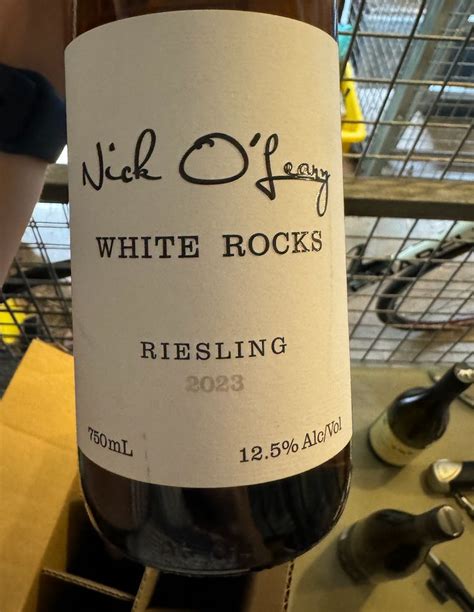 Nick O'Leary
WHITE ROCKS
RIESLING
2023
750mL
12.5% Alc/Vol